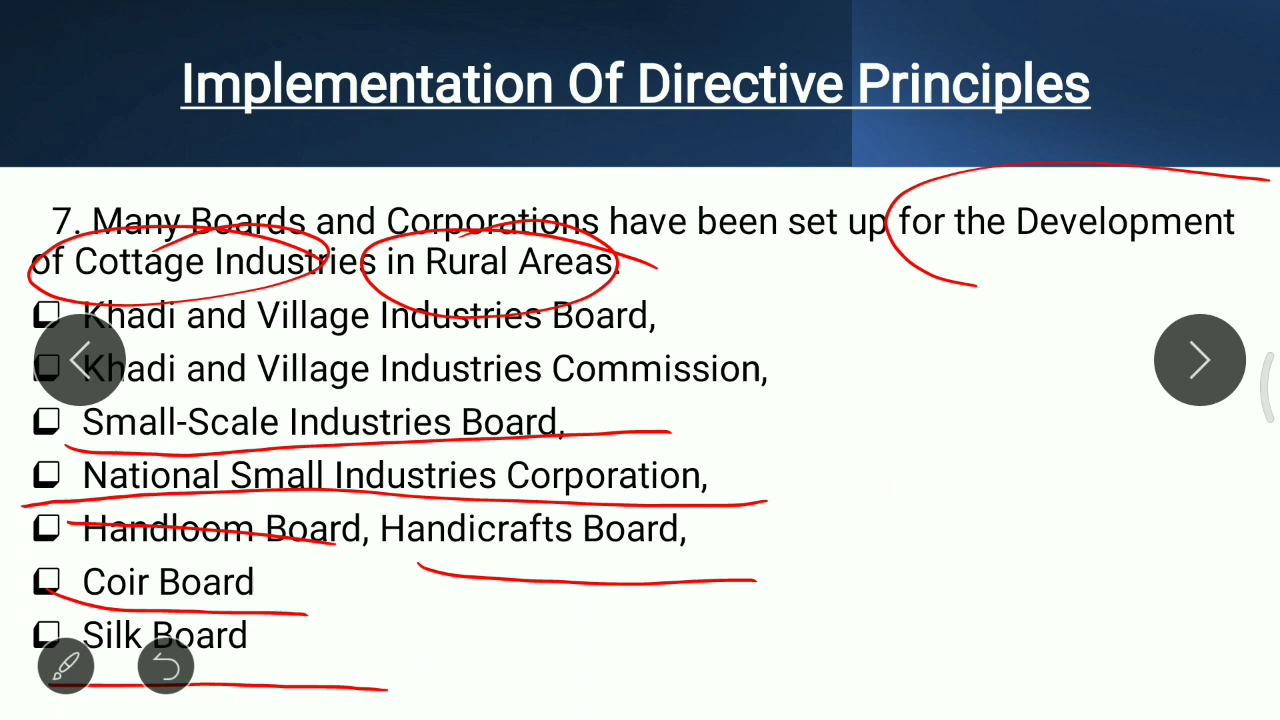 Implementation Of Directive Principles
7. Many Boards and Corporations have been set up for the Development
of Cottage Industries in Rural Areas.
Khadi and Village Industries Board,
Khadi and Village Industries Commission,
Small-Scale Industries Board,
National Small Industries Corporation,
Handloom Board, Handicrafts Board,
Coir Board
Silk Board